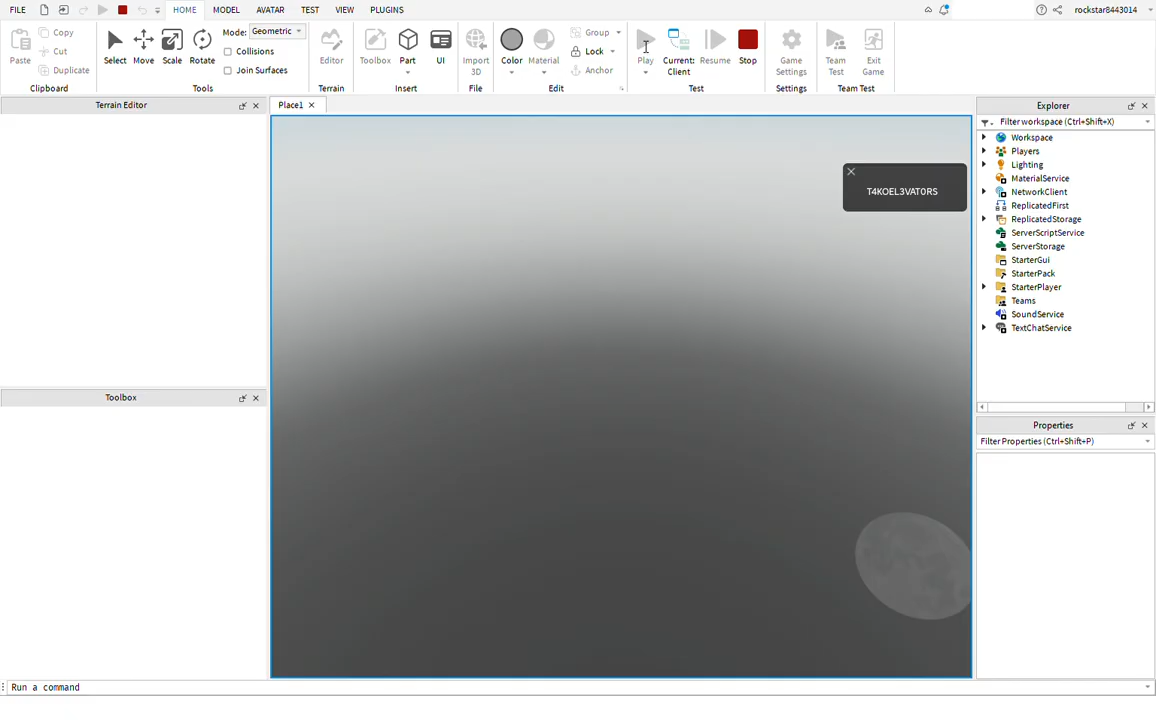 FILE HOME MODEL AVATAR TEST VIEW PLUGINS rockstar8443014
Paste Copy Cut Duplicate Clipboard
Select Move Scale Rotate Mode: Geometric Collisions Join Surfaces Tools
Editor Terrain
Toolbox Part UI Insert
Import 3D File
Color Material Group Lock Anchor Edit
Play Current: Client Resume Stop Test
Game Settings Settings
Team Test Exit Game Team Test
Terrain Editor
Toolbox
Place1
T4KOEL3VAT0RS
Explorer
Filter workspace (Ctrl+Shift+X)
Workspace
Players
Lighting
MaterialService
NetworkClient
ReplicatedFirst
ReplicatedStorage
ServerScriptService
ServerStorage
StarterGui
StarterPack
StarterPlayer
Teams
SoundService
TextChatService
Properties
Filter Properties (Ctrl+Shift+P)
Run a command